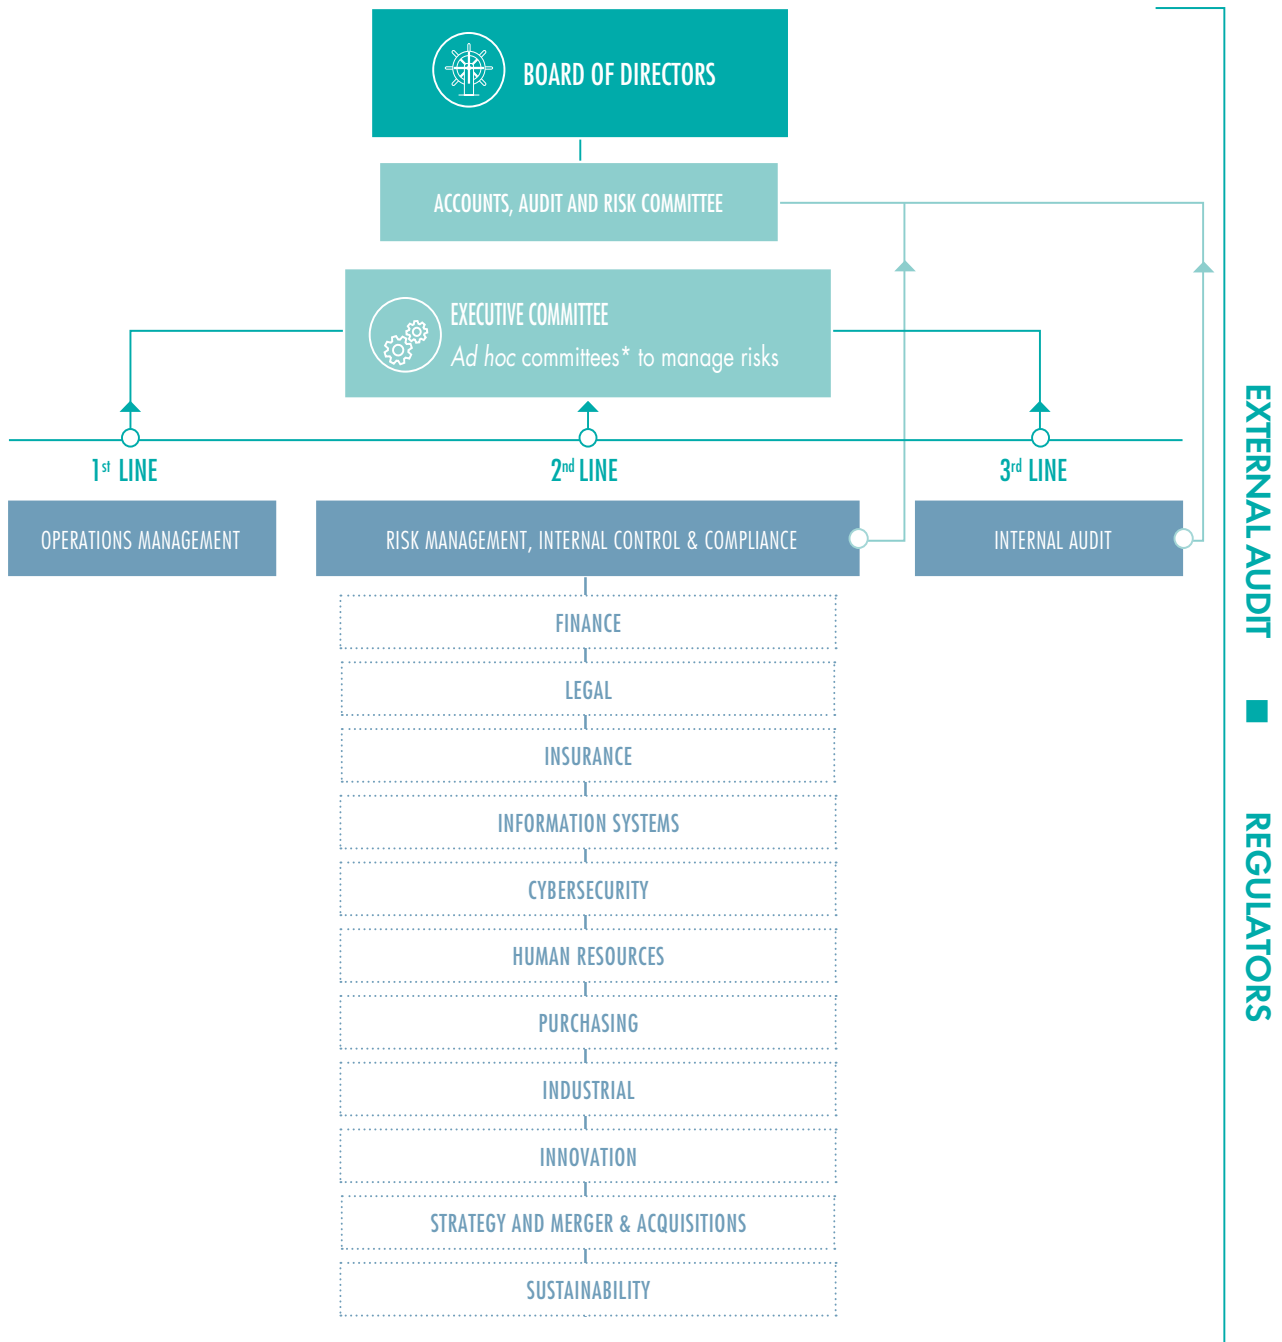 BOARD OF DIRECTORS
ACCOUNTS, AUDIT AND RISK COMMITTEE
EXECUTIVE COMMITTEE
Ad hoc committees* to manage risks
1st LINE
2nd LINE
3rd LINE
OPERATIONS MANAGEMENT
RISK MANAGEMENT, INTERNAL CONTROL & COMPLIANCE
INTERNAL AUDIT
FINANCE
LEGAL
INSURANCE
INFORMATION SYSTEMS
CYBERSECURITY
HUMAN RESOURCES
PURCHASING
INDUSTRIAL
INNOVATION
STRATEGY AND MERGER & ACQUISITIONS
SUSTAINABILITY
EXTERNAL AUDIT ■ REGULATORS